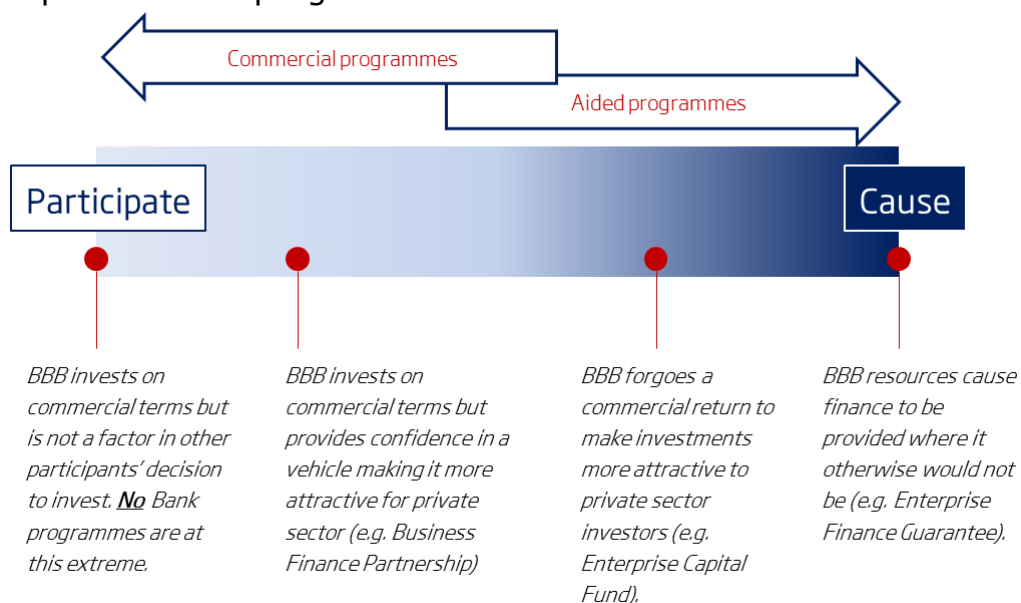 Commercial programmes
Aided programmes
Participate
Cause
BBB invests on
commercial terms but
is not a factor in other
participants' decision
to invest. No Bank
programmes are at
this extreme.
BBB invests on
commercial terms but
provides confidence in a
vehicle making it more
attractive for private
sector (e.g. Business
Finance Partnership)
BBB forgoes a
commercial return to
make investments
more attractive to
private sector
investors (e.g.
Enterprise Capital
Fund).
BBB resources cause
finance to be
provided where it
otherwise would not
be (e.g. Enterprise
Finance Guarantee).